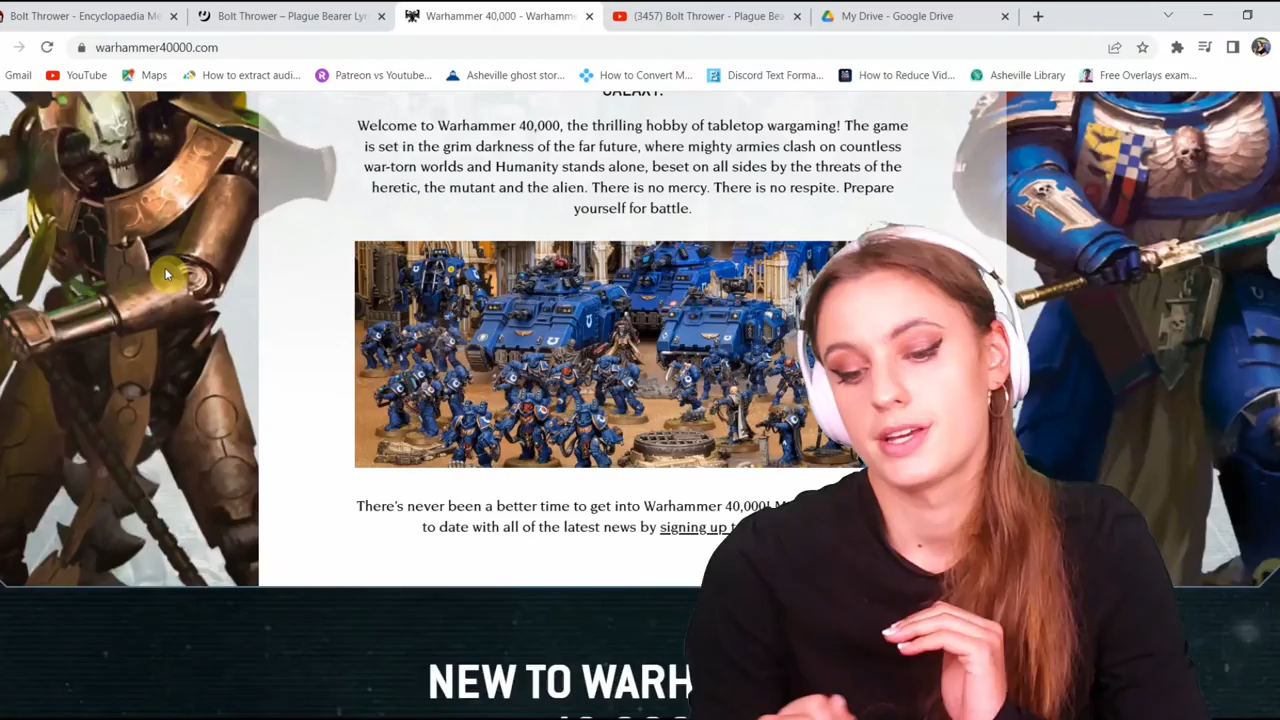 Bolt Thrower - Encyclopaedia Me
Bolt Thrower – Plague Bearer Lyr
Warhammer 40,000 - Warhamme
(3457) Bolt Thrower - Plague Bea
My Drive - Google Drive
warhammer40000.com
Gmail
YouTube
Maps
How to extract audi...
Patreon vs Youtube...
Asheville ghost stor...
How to Convert M...
Discord Text Forma...
How to Reduce Vid...
Asheville Library
Free Overlays exam...
GALAXY.
Welcome to Warhammer 40,000, the thrilling hobby of tabletop wargaming! The game
is set in the grim darkness of the far future, where mighty armies clash on countless
war-torn worlds and Humanity stands alone, beset on all sides by the threats of the
heretic, the mutant and the alien. There is no mercy. There is no respite. Prepare
yourself for battle.
There's never been a better time to get into Warhammer 40,000!
to date with all of the latest news by signing up
NEW TO WARH